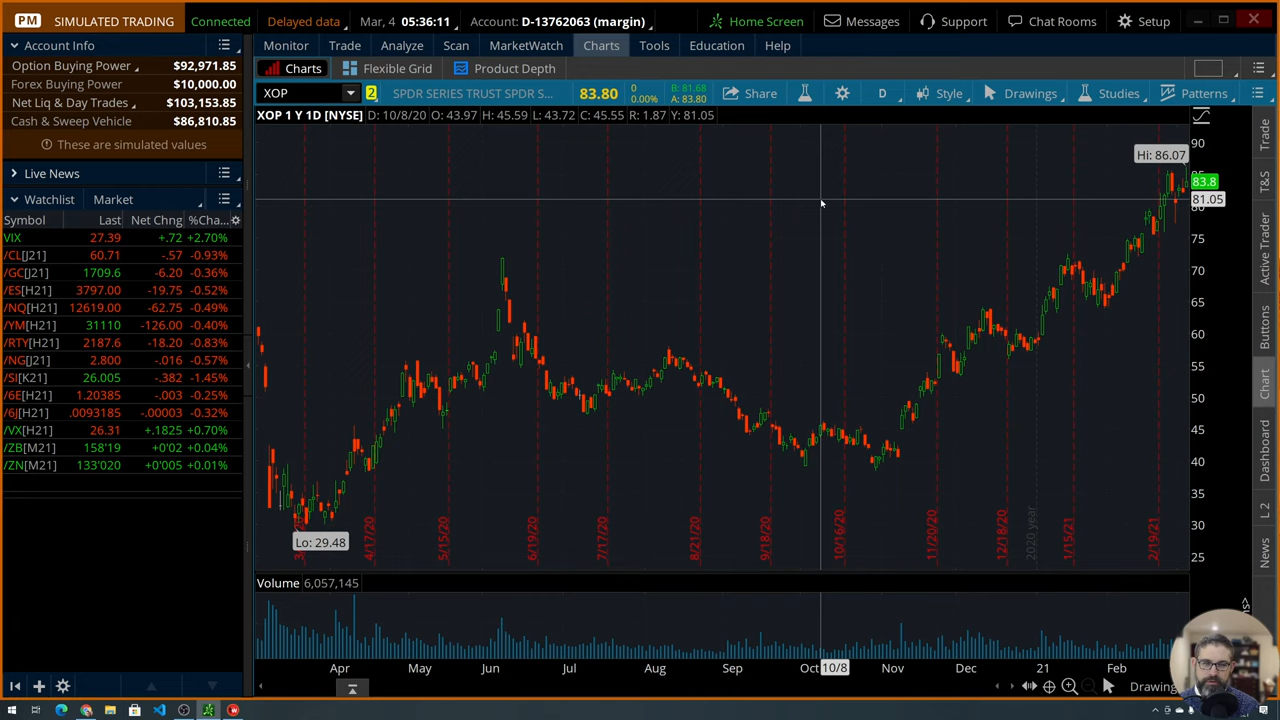 PM SIMULATED TRADING Connected Delayed data Mar, 4 05:36:11 Account: D-13762063 (margin) Home Screen Messages Support Chat Rooms Setup
Account Info
Option Buying Power $92,971.85
Forex Buying Power $10,000.00
Net Liq & Day Trades $103,153.85
Cash & Sweep Vehicle $86,810.85
These are simulated values
Live News
Watchlist Market
Symbol Last Net Chng %Cha...
VIX 27.39 +.72 +2.70%
/CL[J21] 60.71 -.57 -0.93%
/GC[J21] 1709.6 -6.20 -0.36%
/ES[H21] 3797.00 -19.75 -0.52%
/NQ[H21] 12619.00 -62.75 -0.49%
/YM[H21] 31110 -126.00 -0.40%
/RTY[H21] 2187.6 -18.20 -0.83%
/NG[J21] 2.800 -.016 -0.57%
/SI[K21] 26.005 -.382 -1.45%
/6E[H21] 1.20385 -.003 -0.25%
/6J[H21] .0093185 -.00003 -0.32%
/VX[H21] 26.31 +.1825 +0.70%
/ZB[M21] 158'19 +0'02 +0.04%
/ZN[M21] 133'020 +0'005 +0.01%
Monitor Trade Analyze Scan MarketWatch Charts Tools Education Help
Charts Flexible Grid Product Depth
XOP 2 SPDR SERIES TRUST SPDR S... 83.80 0 0.00% B: 81.68 A: 83.80 Share D Style Drawings Studies Patterns
XOP 1 Y 1D [NYSE] D: 10/8/20 O: 43.97 H: 45.59 L: 43.72 C: 45.55 R: 1.87 Y: 81.05
Hi: 86.07
Lo: 29.48
90
83.8
81.05
75
70
65
60
55
50
45
40
35
30
25
4/17/20 5/15/20 6/19/20 7/17/20 8/21/20 9/18/20 10/16/20 11/20/20 12/18/20 2020 year 1/15/21 2/19/21
Volume 6,057,145
Apr May Jun Jul Aug Sep Oct 10/8 Nov Dec 21 Feb
Drawing
Trade
T&S
Active Trader
Buttons
Chart
Dashboard
L2
News